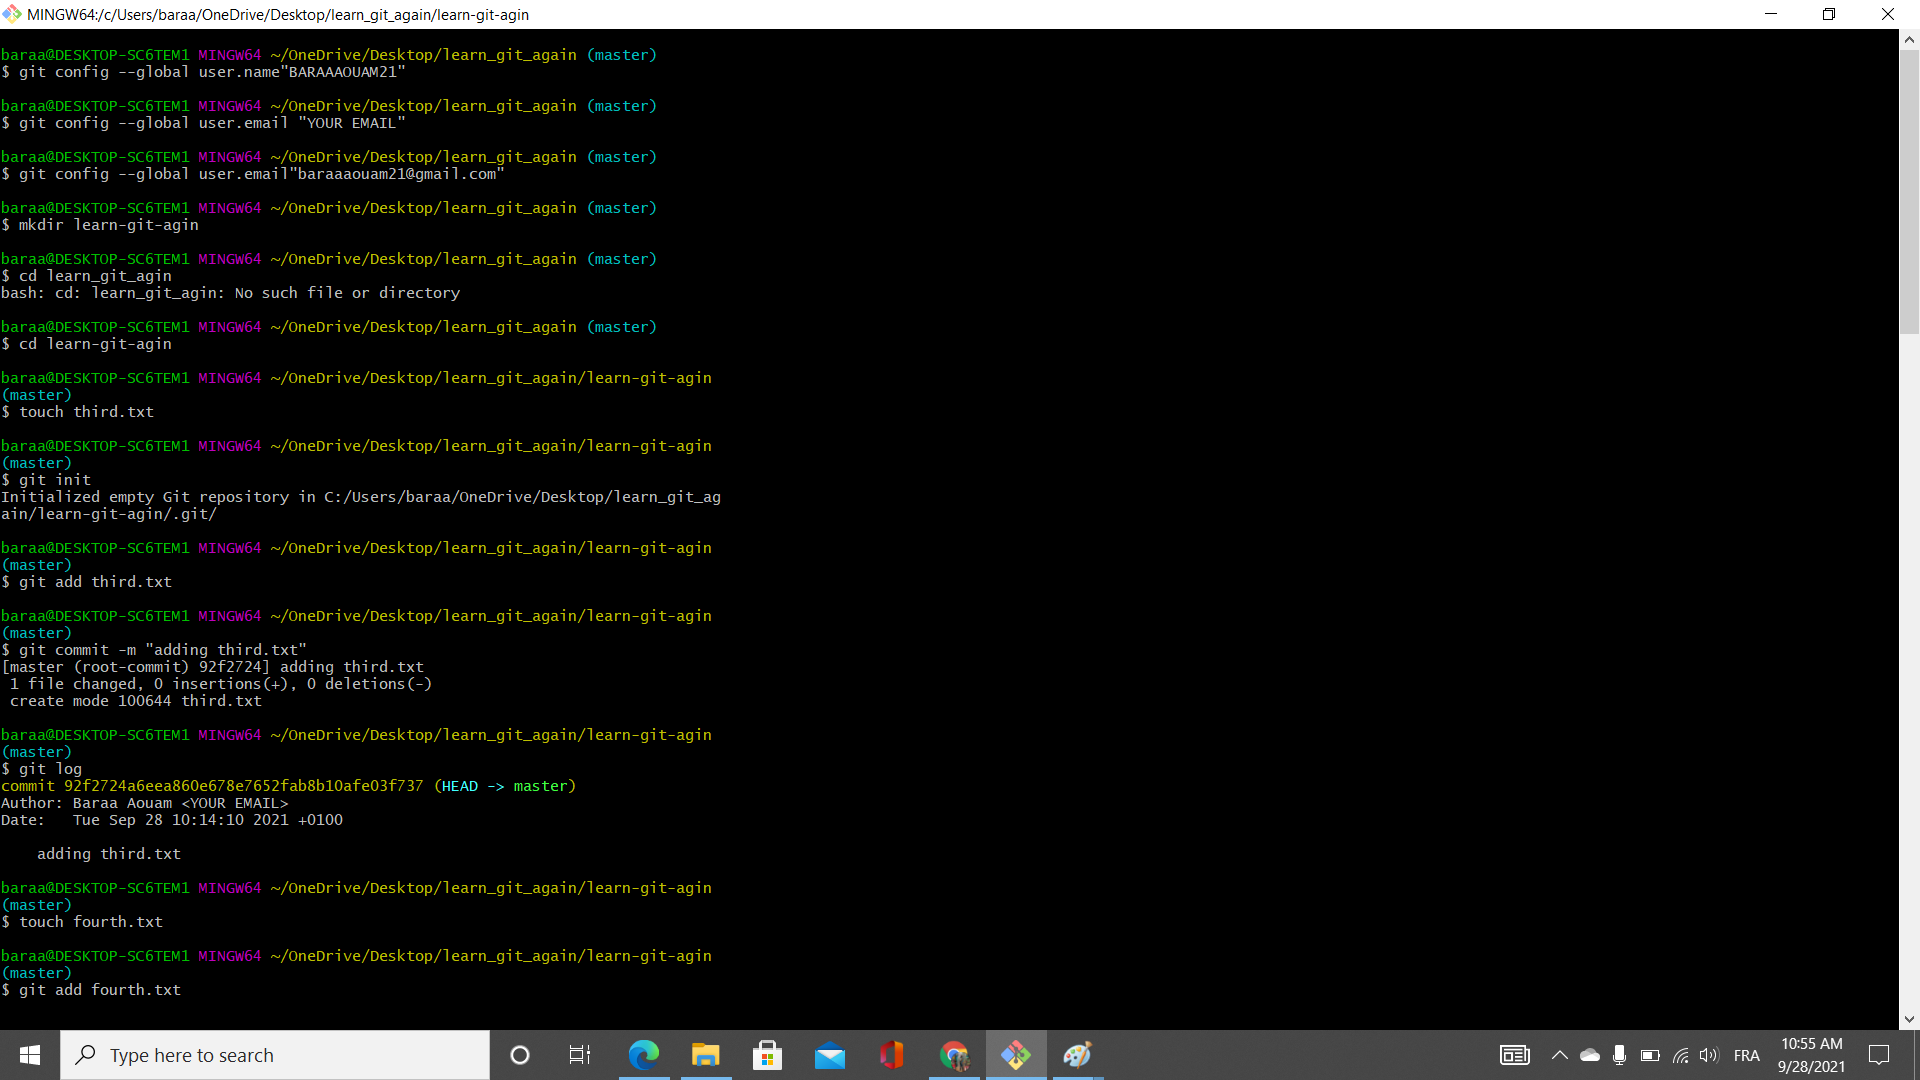 MINGW64:/c/Users/baraa/OneDrive/Desktop/learn_git_again/learn-git-agin
baraa@DESKTOP-SC6TEM1 MINGW64 ~/OneDrive/Desktop/learn_git_again (master)
$ git config --global user.name"BARAAAOUAM21"
baraa@DESKTOP-SC6TEM1 MINGW64 ~/OneDrive/Desktop/learn_git_again (master)
$ git config --global user.email "YOUR EMAIL"
baraa@DESKTOP-SC6TEM1 MINGW64 ~/OneDrive/Desktop/learn_git_again (master)
$ git config --global user.email"baraaaouam21@gmail.com"
baraa@DESKTOP-SC6TEM1 MINGW64 ~/OneDrive/Desktop/learn_git_again (master)
$ mkdir learn-git-agin
baraa@DESKTOP-SC6TEM1 MINGW64 ~/OneDrive/Desktop/learn_git_again (master)
$ cd learn_git_agin
bash: cd: learn_git_agin: No such file or directory
baraa@DESKTOP-SC6TEM1 MINGW64 ~/OneDrive/Desktop/learn_git_again (master)
$ cd learn-git-agin
baraa@DESKTOP-SC6TEM1 MINGW64 ~/OneDrive/Desktop/learn_git_again/learn-git-agin
(master)
$ touch third.txt
baraa@DESKTOP-SC6TEM1 MINGW64 ~/OneDrive/Desktop/learn_git_again/learn-git-agin
(master)
$ git init
Initialized empty Git repository in C:/Users/baraa/OneDrive/Desktop/learn_git_ag
ain/learn-git-agin/.git/
baraa@DESKTOP-SC6TEM1 MINGW64 ~/OneDrive/Desktop/learn_git_again/learn-git-agin
(master)
$ git add third.txt
baraa@DESKTOP-SC6TEM1 MINGW64 ~/OneDrive/Desktop/learn_git_again/learn-git-agin
(master)
$ git commit -m "adding third.txt"
[master (root-commit) 92f2724] adding third.txt
1 file changed, 0 insertions(+), 0 deletions(-)
create mode 100644 third.txt
baraa@DESKTOP-SC6TEM1 MINGW64 ~/OneDrive/Desktop/learn_git_again/learn-git-agin
(master)
$ git log
commit 92f2724a6eea860e678e7652fab8b10afe03f737 (HEAD -> master)
Author: Baraa Aouam <YOUR EMAIL>
Date:   Tue Sep 28 10:14:10 2021 +0100
adding third.txt
baraa@DESKTOP-SC6TEM1 MINGW64 ~/OneDrive/Desktop/learn_git_again/learn-git-agin
(master)
$ touch fourth.txt
baraa@DESKTOP-SC6TEM1 MINGW64 ~/OneDrive/Desktop/learn_git_again/learn-git-agin
(master)
$ git add fourth.txt
Type here to search
FRA
10:55 AM
9/28/2021